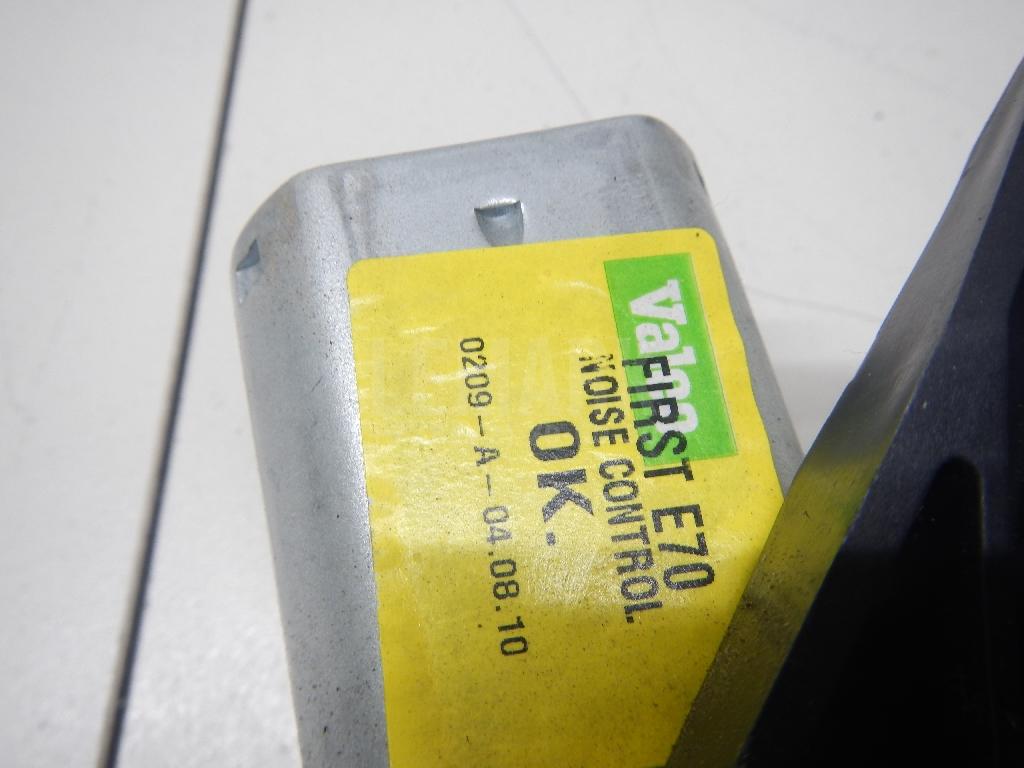 Valeo
FIRST E70
NOISE CONTROL
OK.
0209-A-04.08.10